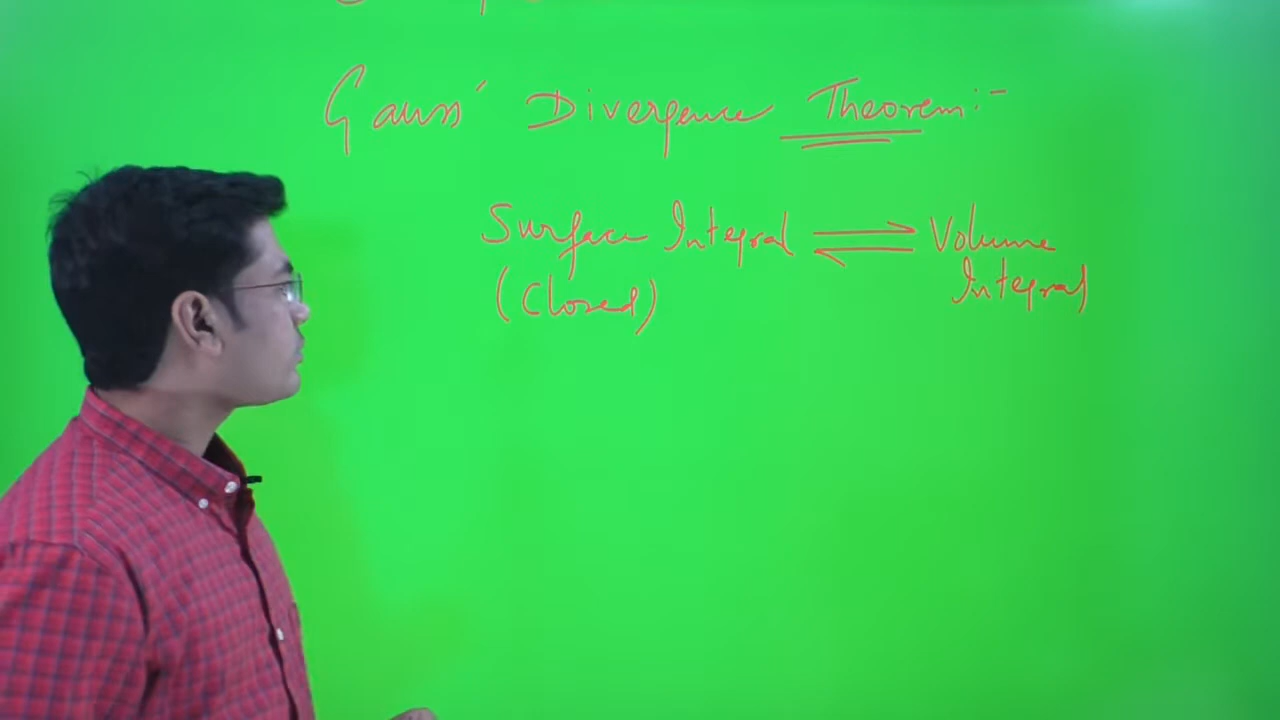 Gauss' Divergence Theorem:-
Surface Integral ⇌ Volume
(Closed) Integral